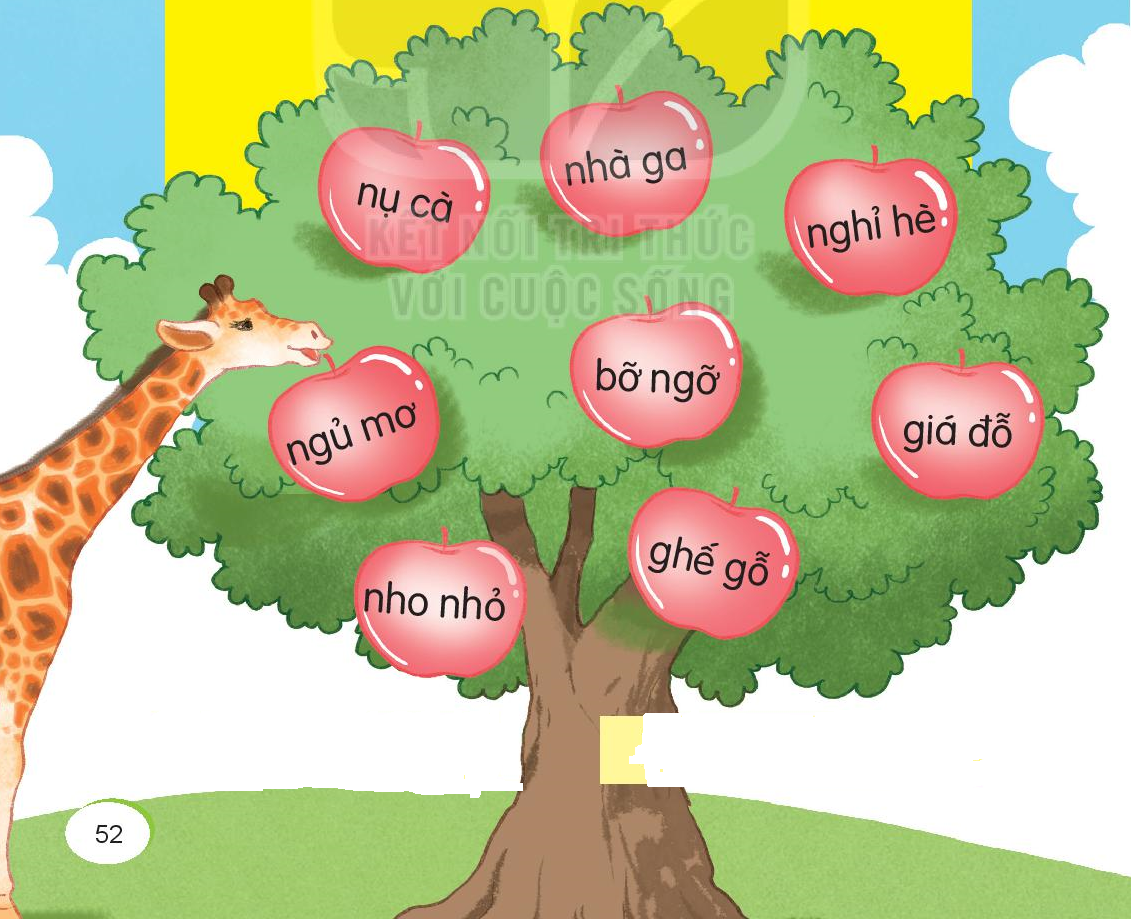 nụ cà
nhà ga
nghỉ hè
KẾT NỐI TRI THỨC
VỚI CUỘC SỐNG
ngủ mơ
bỡ ngỡ
giá đỗ
nho nhỏ
ghế gỗ
52